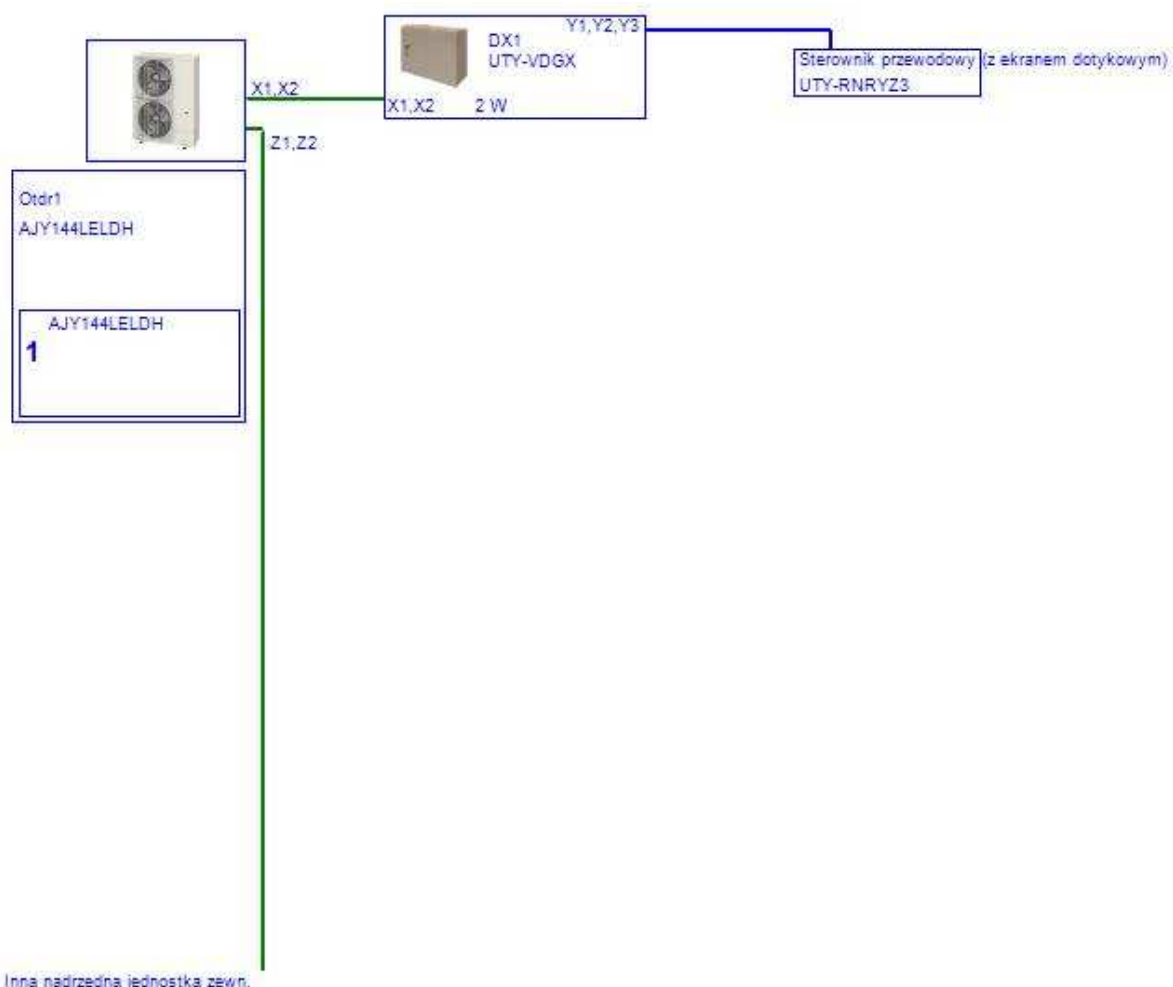 Y1,Y2,Y3
DX1
UTY-VDGX
X1,X2 2 W
Sterownik przewodowy (z ekranem dotykowym)
UTY-RNRYZ3
X1,X2
Z1,Z2
Otdr1
AJY144LELDH
AJY144LELDH
1
Inna nadrzędna jednostka zewn.